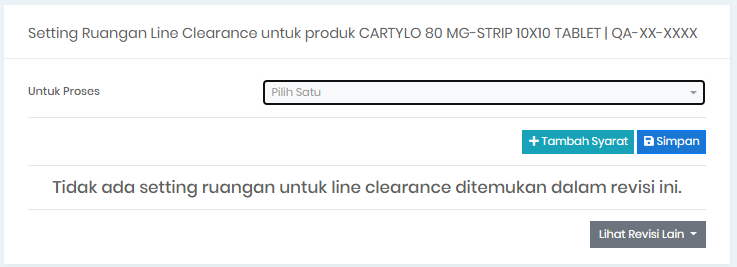 Setting Ruangan Line Clearance untuk produk CARTYLO 80 MG-STRIP 10X10 TABLET | QA-XX-XXXX
Untuk Proses
Pilih Satu
Tambah Syarat
Simpan
Tidak ada setting ruangan untuk line clearance ditemukan dalam revisi ini.
Lihat Revisi Lain